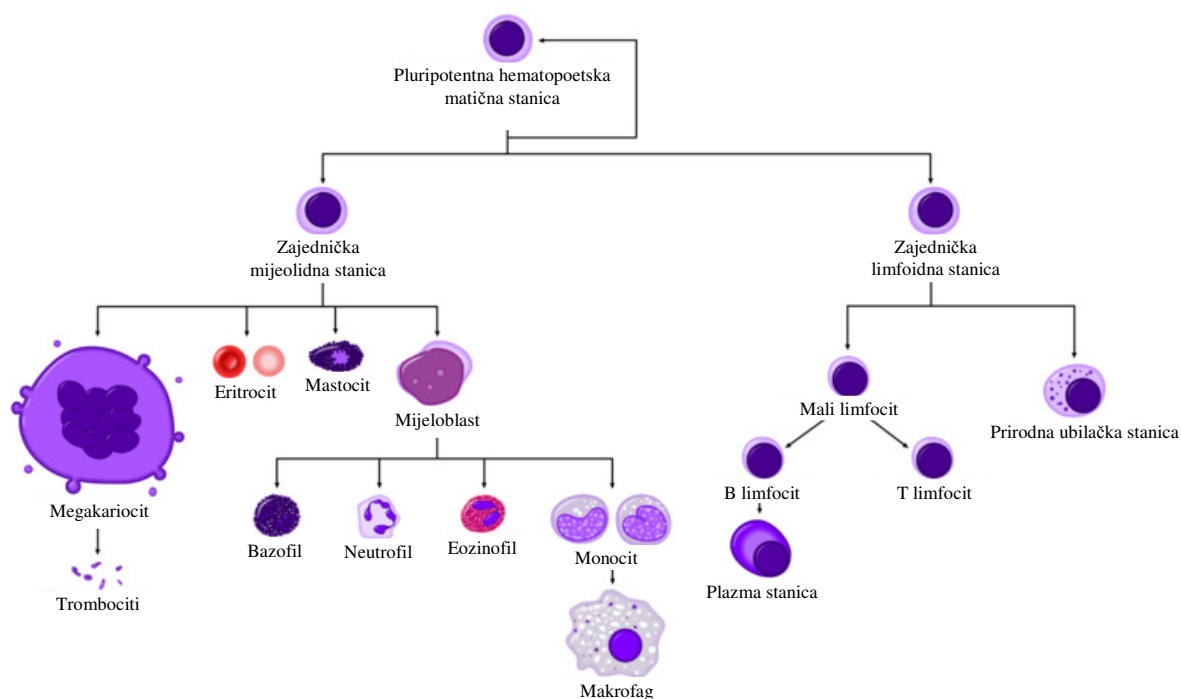 Pluripotentna hematopoetska
matična stanica
Zajednička
mijeolidna stanica
Zajednička
limfoidna stanica
Eritrocit
Mastocit
Mijeloblast
Mali limfocit
Prirodna ubilačka stanica
Megakariocit
B limfocit
T limfocit
Bazofil
Neutrofil
Eozinofil
Monocit
Trombociti
Plazma stanica
Makrofag